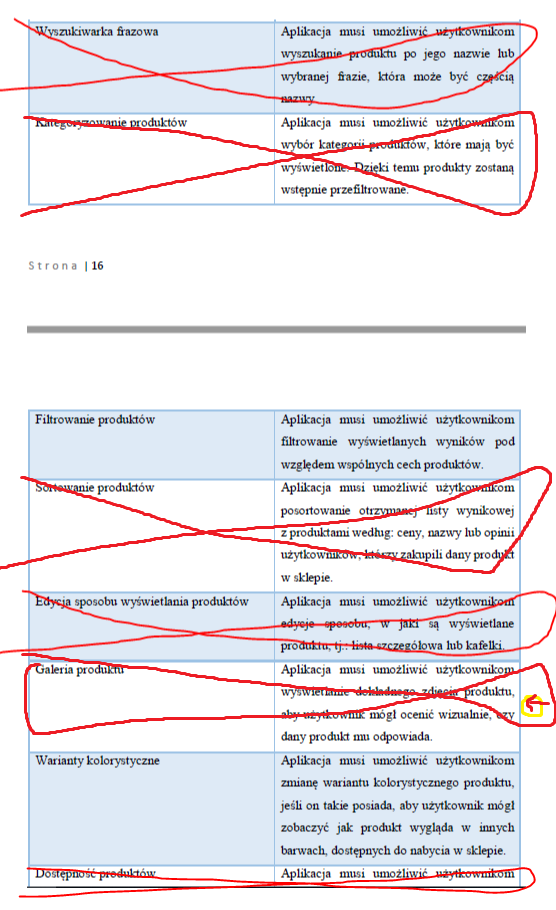 Wyszukiwarka frazowa
Aplikacja musi umożliwić użytkownikom
wyszukanie produktu po jego nazwie lub
wybranej frazie, która może być częścią
nazwy.
Kategoryzowanie produktów
Aplikacja musi umożliwić użytkownikom
wybór kategorii produktów, które mają być
wyświetlone. Dzięki temu produkty zostaną
wstępnie przefiltrowane.
Strona | 16
Filtrowanie produktów
Aplikacja musi umożliwić użytkownikom
filtrowanie wyświetlanych wyników pod
względem wspólnych cech produktów.
Sortowanie produktów
Aplikacja musi umożliwić użytkownikom
posortowanie otrzymanej listy wynikowej
z produktami według: ceny, nazwy lub opinii
użytkowników, którzy zakupili dany produkt
w sklepie.
Edycja sposobu wyświetlania produktów
Aplikacja musi umożliwić użytkownikom
edycję sposobu, w jaki są wyświetlane
produktu, tj.: lista szczegółowa lub kafelki.
Galeria produktu
Aplikacja musi umożliwić użytkownikom
wyświetlanie dokładnego zdjęcia produktu,
aby użytkownik mógł ocenić wizualnie, czy
dany produkt mu odpowiada.
Warianty kolorystyczne
Aplikacja musi umożliwić użytkownikom
zmianę wariantu kolorystycznego produktu,
jeśli on takie posiada, aby użytkownik mógł
zobaczyć jak produkt wygląda w innych
barwach, dostępnych do nabycia w sklepie.
Dostępność produktów
Aplikacja musi umożliwić użytkownikom